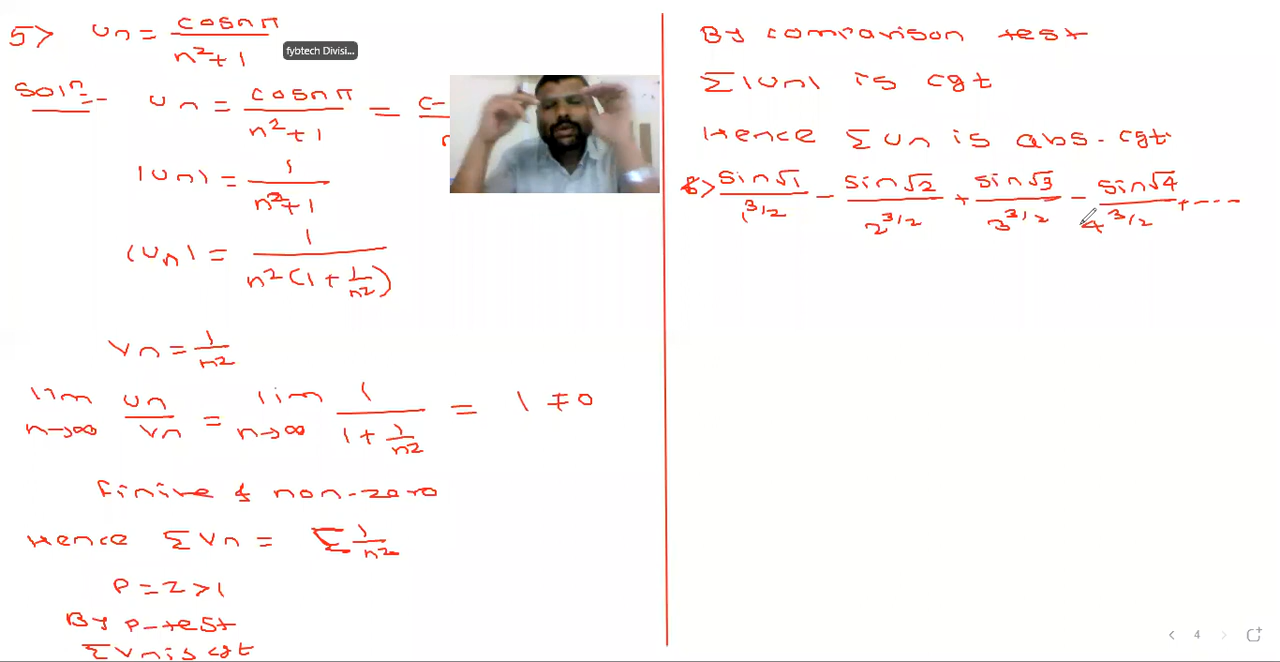 5> un = cosnπ / n²+1
fybtech Divisi...
Soln:- un = cosnπ / n²+1 =
|un| = 1 / n²+1
|un| = 1 / n²(1 + 1/n²)
vn = 1/n²
lim n→∞ un/vn = lim n→∞ 1 / 1 + 1/n² = 1 ≠ 0
finite & non-zero
Hence Σvn = Σ 1/n²
P = 2 > 1
By P-test
Σvn is cgt
By comparison test
Σ|un| is cgt
Hence Σun is abs. cgt.
6> sin√1 / 1^3/2 - sin√2 / 2^3/2 + sin√3 / 3^3/2 - sin√4 / 4^3/2 + ----
4